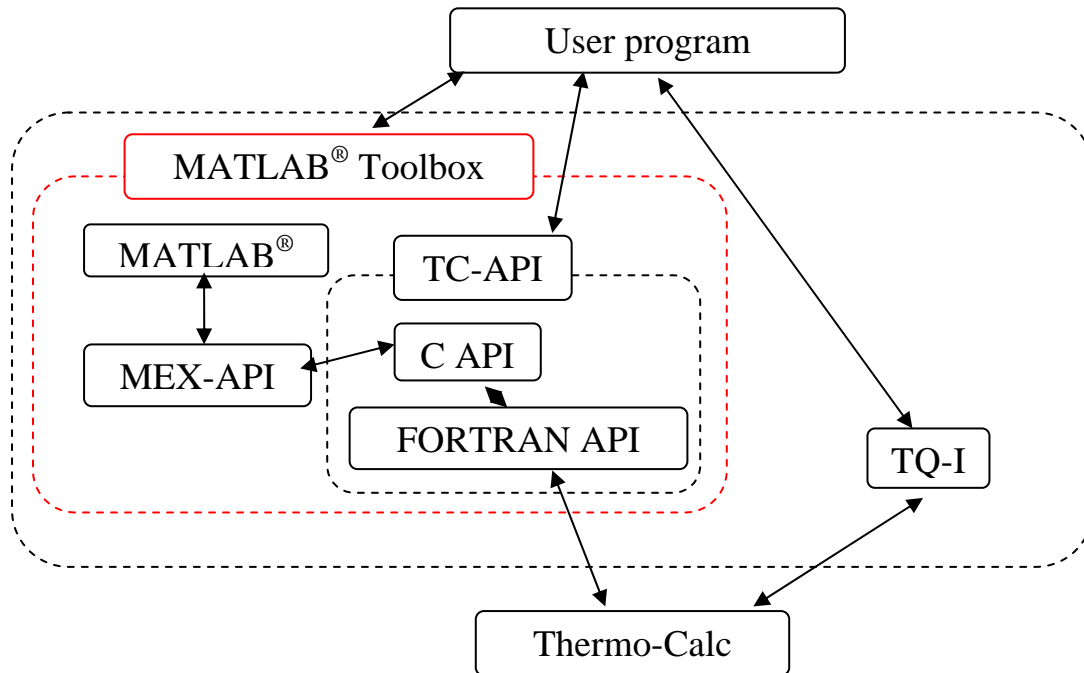 User program
MATLAB® Toolbox
MATLAB®
TC-API
C API
MEX-API
FORTRAN API
TQ-I
Thermo-Calc